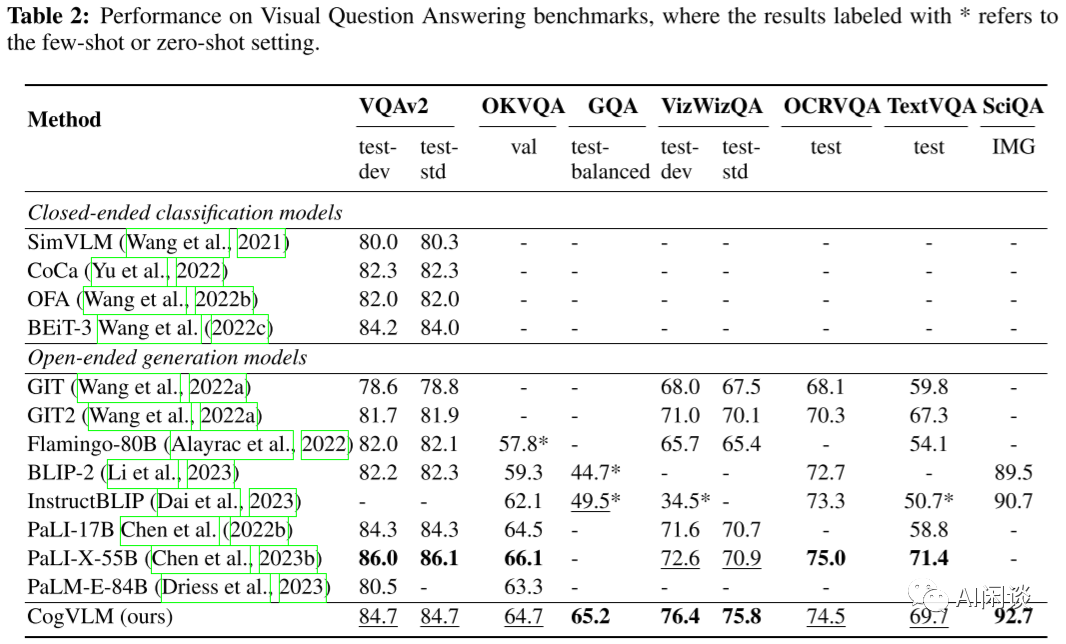 Table 2: Performance on Visual Question Answering benchmarks, where the results labeled with * refers to
the few-shot or zero-shot setting.
Method VQAv2 OKVQA GQA VizWizQA OCRVQA TextVQA SciQA
test-dev test-std val test-balanced test-dev test-std test test IMG
Closed-ended classification models
SimVLM (Wang et al., 2021) 80.0 80.3 - - - - - - -
CoCa (Yu et al., 2022) 82.3 82.3 - - - - - - -
OFA (Wang et al., 2022b) 82.0 82.0 - - - - - - -
BEiT-3 Wang et al. (2022c) 84.2 84.0 - - - - - - -
Open-ended generation models
GIT (Wang et al., 2022a) 78.6 78.8 - - 68.0 67.5 68.1 59.8 -
GIT2 (Wang et al., 2022a) 81.7 81.9 - - 71.0 70.1 70.3 67.3 -
Flamingo-80B (Alayrac et al., 2022) 82.0 82.1 57.8* - 65.7 65.4 - 54.1 -
BLIP-2 (Li et al., 2023) 82.2 82.3 59.3 44.7* - - 72.7 - 89.5
InstructBLIP (Dai et al., 2023) - - 62.1 49.5* 34.5* - 73.3 50.7* 90.7
PaLI-17B Chen et al. (2022b) 84.3 84.3 64.5 - 71.6 70.7 - 58.8 -
PaLI-X-55B (Chen et al., 2023b) 86.0 86.1 66.1 - 72.6 70.9 75.0 71.4 -
PaLM-E-84B (Driess et al., 2023) 80.5 - 63.3 - - - - -
CogVLM (ours) 84.7 84.7 64.7 65.2 76.4 75.8 74.5 69.7 92.7
AI闲谈